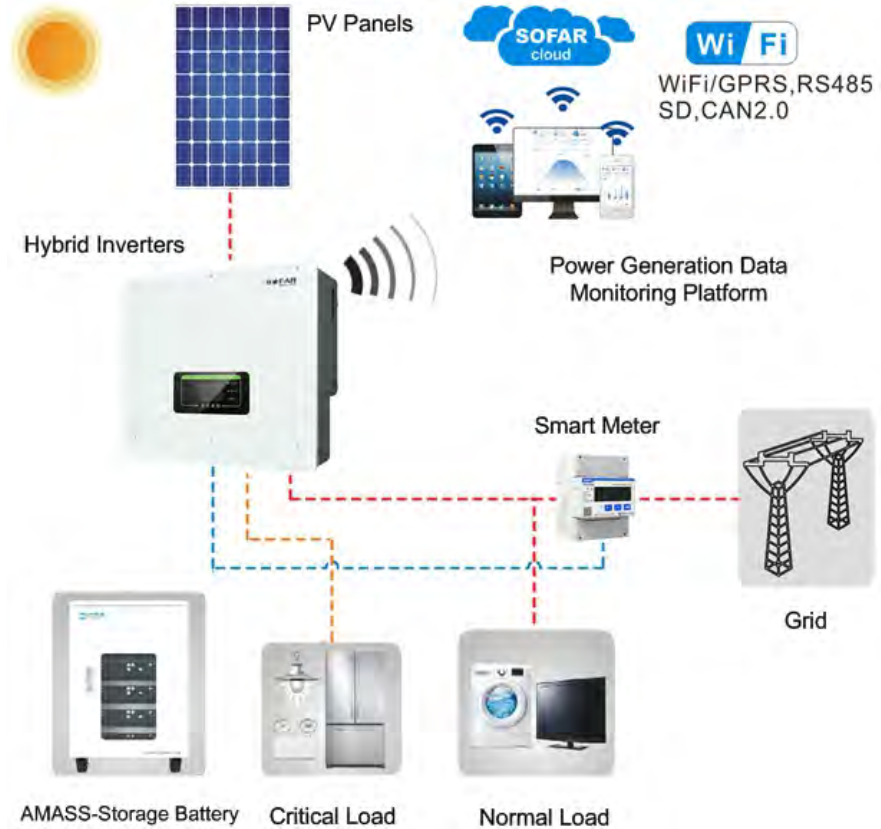 PV Panels
SOFAR
cloud
Wi Fi
WiFi/GPRS,RS485
SD,CAN2.0
Hybrid Inverters
SOFAR
Power Generation Data
Monitoring Platform
Smart Meter
Grid
AMASS-Storage Battery
Critical Load
Normal Load